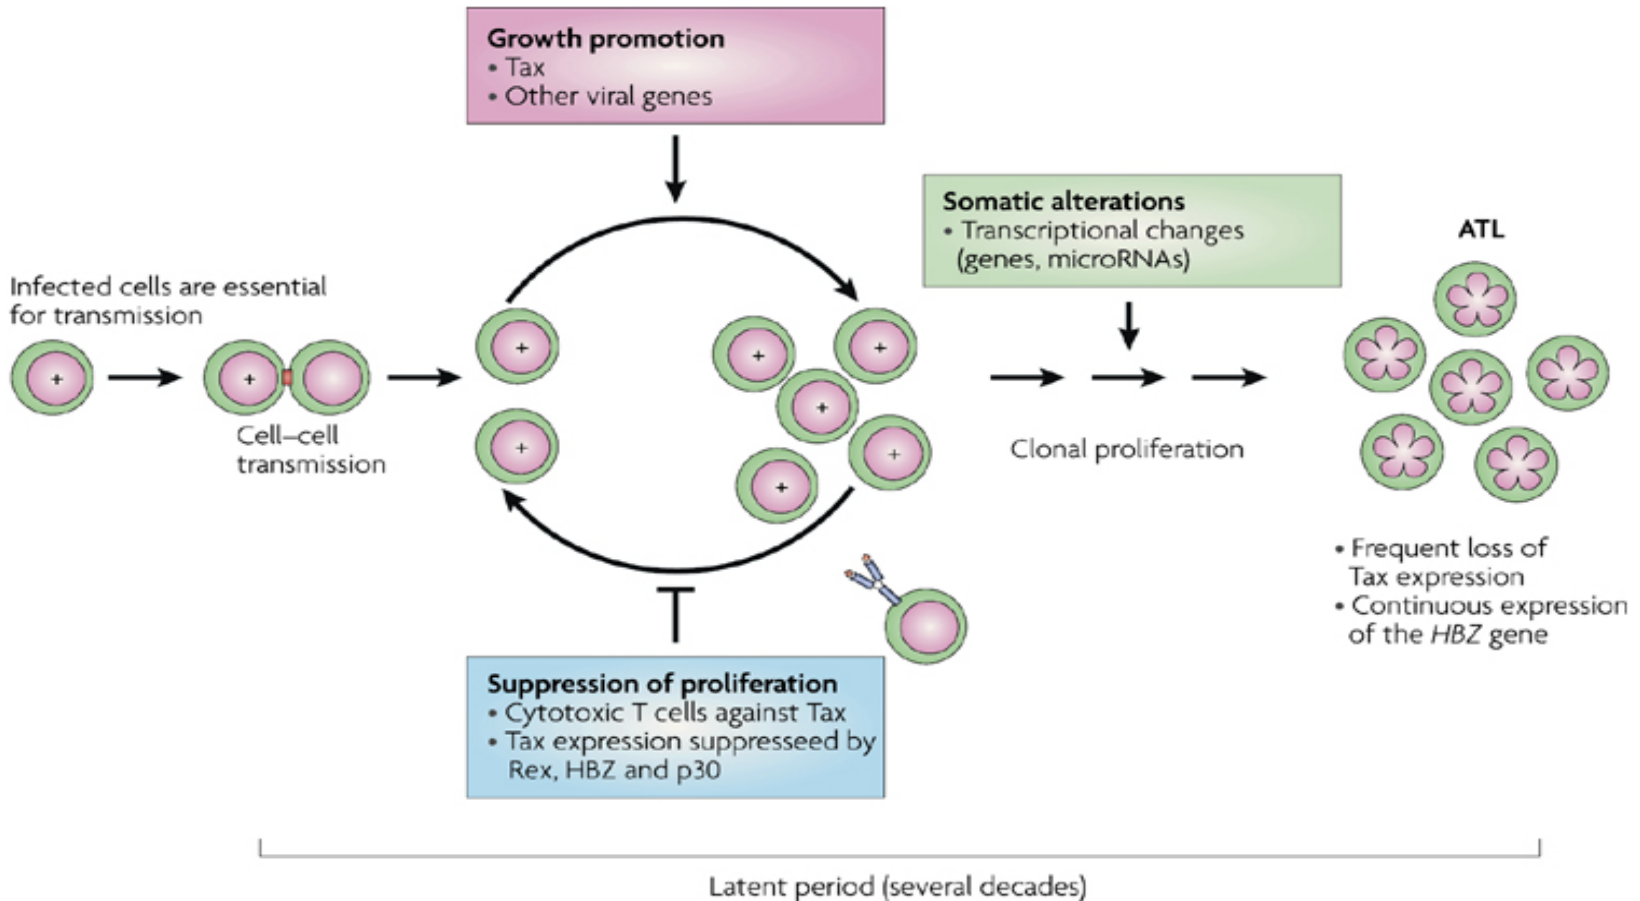 Growth promotion
• Tax
• Other viral genes
Somatic alterations
• Transcriptional changes
(genes, microRNAs)
ATL
Infected cells are essential
for transmission
+
+
+
+
+
+
+
+
+
Cell–cell
transmission
Clonal proliferation
• Frequent loss of
Tax expression
• Continuous expression
of the HBZ gene
Suppression of proliferation
• Cytotoxic T cells against Tax
• Tax expression suppresseed by
Rex, HBZ and p30
Latent period (several decades)